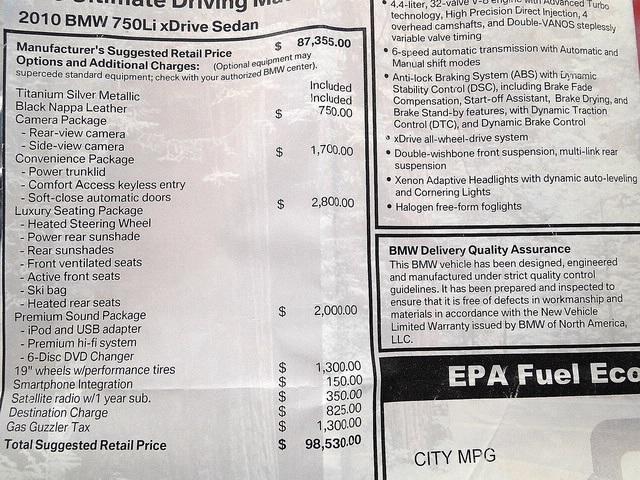 Ultimate Driving
2010 BMW 750Li xDrive Sedan
Manufacturer's Suggested Retail Price $ 87,355.00
Options and Additional Charges: (Optional equipment may
supercede standard equipment; check with your authorized BMW center).
Titanium Silver Metallic Included
Black Nappa Leather Included
Camera Package $ 750.00
- Rear-view camera
- Side-view camera
Convenience Package $ 1,700.00
- Power trunklid
- Comfort Access keyless entry
- Soft-close automatic doors
Luxury Seating Package $ 2,800.00
- Heated Steering Wheel
- Power rear sunshade
- Rear sunshades
- Front ventilated seats
- Active front seats
- Ski bag
- Heated rear seats
Premium Sound Package $ 2,000.00
- iPod and USB adapter
- Premium hi-fi system
- 6-Disc DVD Changer
19" wheels w/performance tires $ 1,300.00
Smartphone Integration $ 150.00
Satellite radio w/1 year sub. $ 350.00
Destination Charge $ 825.00
Gas Guzzler Tax $ 1,300.00
Total Suggested Retail Price $ 98,530.00
• 4.4-liter, 32-valve V-8 engine with Advanced Turbo
technology, High Precision Direct Injection, 4
overhead camshafts, and Double-VANOS steplessly
variable valve timing
• 6-speed automatic transmission with Automatic and
Manual shift modes
• Anti-lock Braking System (ABS) with Dynamic
Stability Control (DSC), including Brake Fade
Compensation, Start-off Assistant, Brake Drying, and
Brake Stand-by features, with Dynamic Traction
Control (DTC), and Dynamic Brake Control
• xDrive all-wheel-drive system
• Double-wishbone front suspension, multi-link rear
suspension
• Xenon Adaptive Headlights with dynamic auto-leveling
and Cornering Lights
• Halogen free-form foglights
BMW Delivery Quality Assurance
This BMW vehicle has been designed, engineered
and manufactured under strict quality control
guidelines. It has been prepared and inspected to
ensure that it is free of defects in workmanship and
materials in accordance with the New Vehicle
Limited Warranty issued by BMW of North America,
LLC.
EPA Fuel Eco
CITY MPG